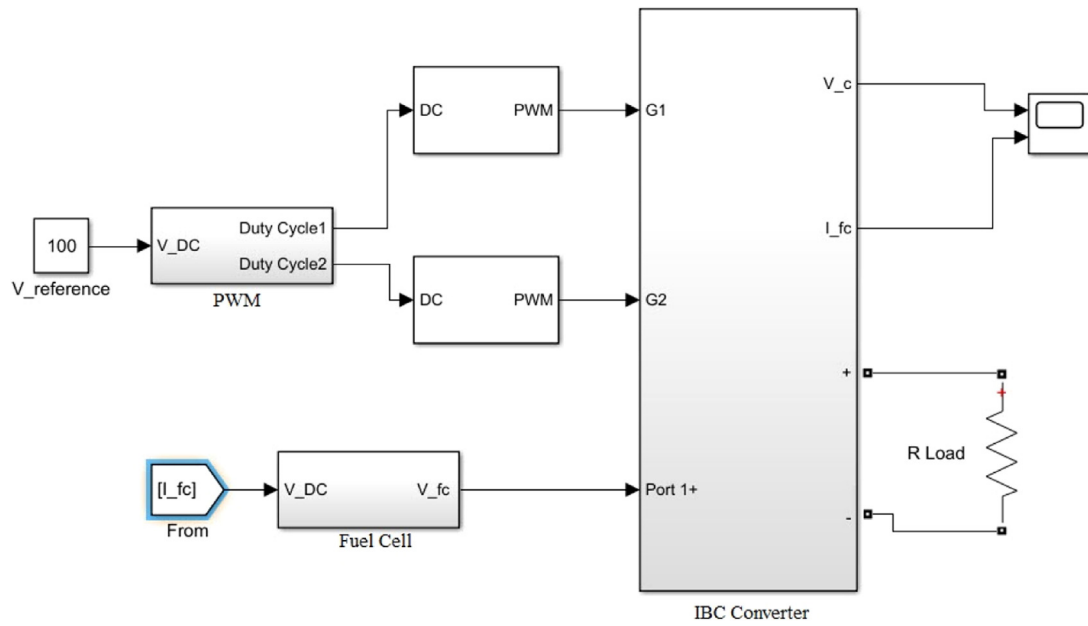 DC
PWM
G1
V_c
100
V_reference
V_DC
Duty Cycle1
Duty Cycle2
PWM
DC
PWM
G2
I_fc
+
-
+
R Load
[I_fc]
From
V_DC
V_fc
Fuel Cell
Port 1+
IBC Converter